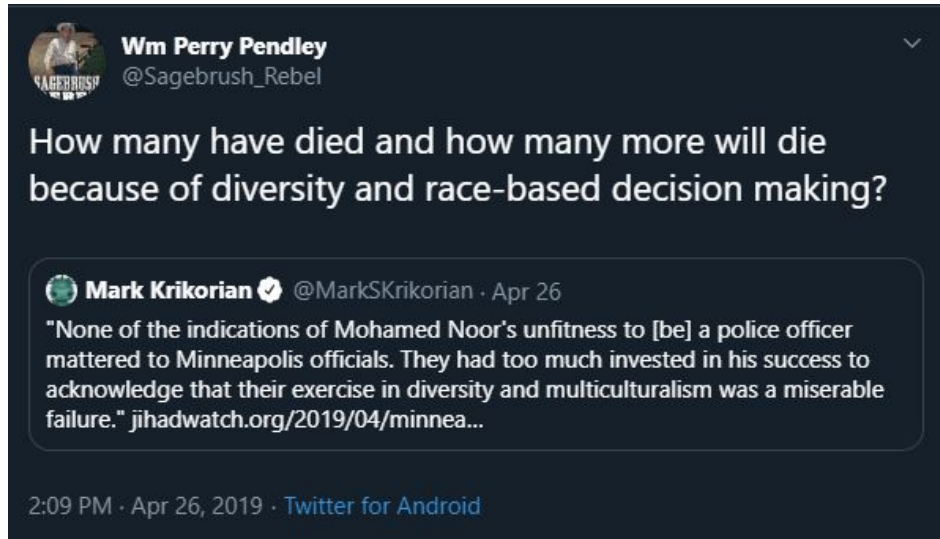 Wm Perry Pendley
@Sagebrush_Rebel
How many have died and how many more will die
because of diversity and race-based decision making?
Mark Krikorian @MarkSKrikorian · Apr 26
"None of the indications of Mohamed Noor's unfitness to [be] a police officer
mattered to Minneapolis officials. They had too much invested in his success to
acknowledge that their exercise in diversity and multiculturalism was a miserable
failure." jihadwatch.org/2019/04/minnea...
2:09 PM · Apr 26, 2019 · Twitter for Android